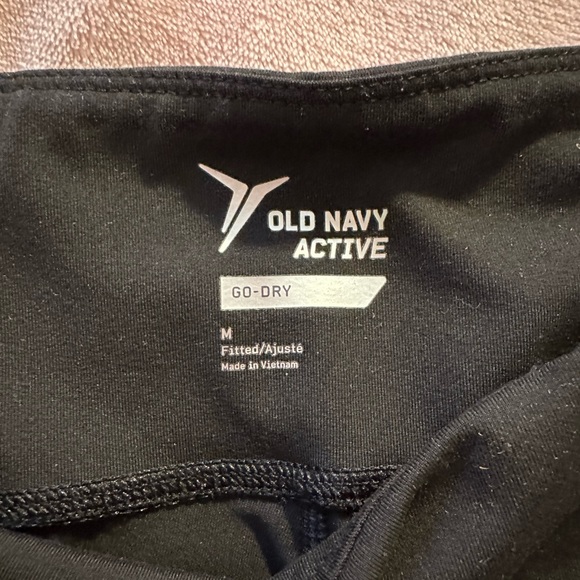 OLD NAVY
ACTIVE
GO-DRY
M
Fitted/Ajusté
Made in Vietnam